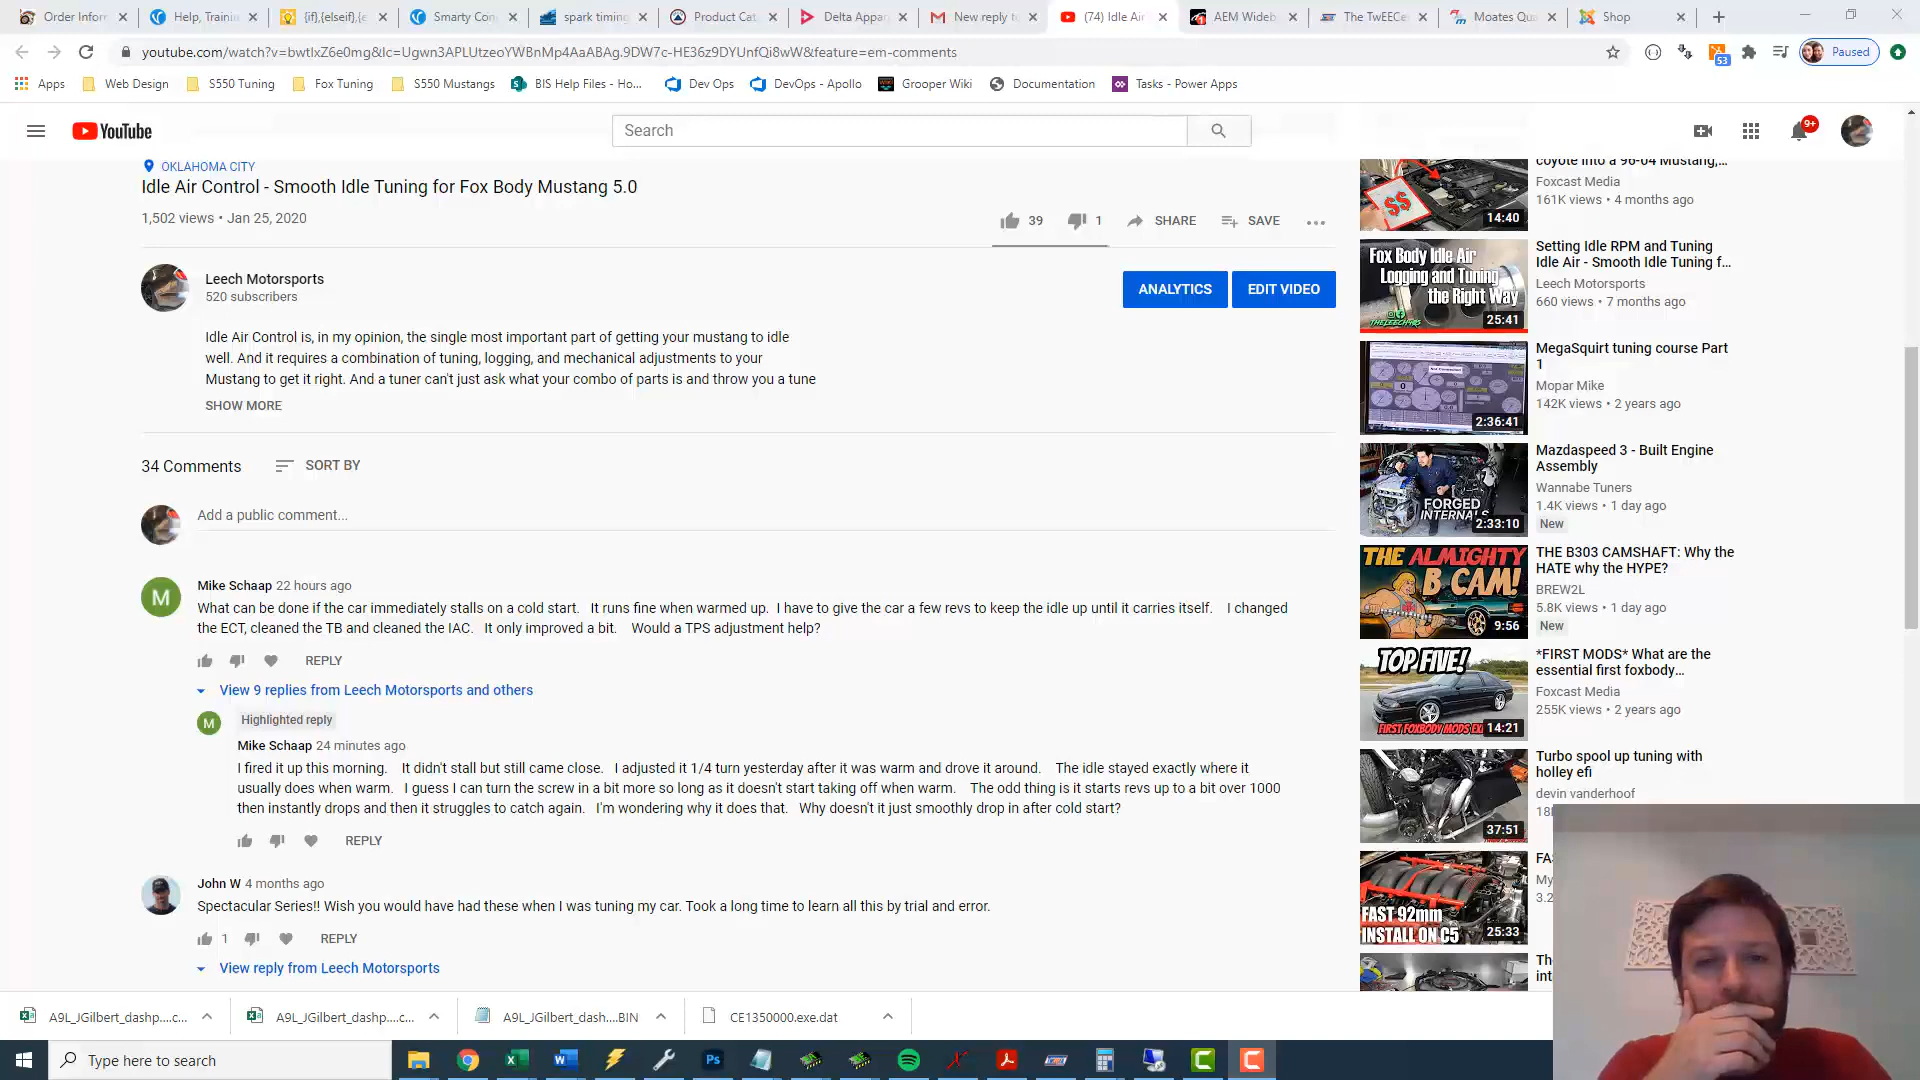 Order Inforr
Help, Trainin
{if},{elseif},{e
Smarty Con
spark timing
Product Cat
Delta Appar
New reply to
(74) Idle Air
AEM Wideb
The TwEECe
Moates Qua
Shop
youtube.com/watch?v=bwtlxZ6e0mg&lc=Ugwn3APLUtzeoYWBnMp4AaABAg.9DW7c-HE36z9DYUnfQi8wW&feature=em-comments
53
Paused
Apps
Web Design
S550 Tuning
Fox Tuning
S550 Mustangs
BIS Help Files - Ho...
Dev Ops
DevOps - Apollo
Grooper Wiki
Documentation
Tasks - Power Apps
YouTube
Search
9+
OKLAHOMA CITY
Idle Air Control - Smooth Idle Tuning for Fox Body Mustang 5.0
1,502 views • Jan 25, 2020
39
1
SHARE
SAVE
Leech Motorsports
520 subscribers
ANALYTICS
EDIT VIDEO
Idle Air Control is, in my opinion, the single most important part of getting your mustang to idle
well. And it requires a combination of tuning, logging, and mechanical adjustments to your
Mustang to get it right. And a tuner can't just ask what your combo of parts is and throw you a tune
SHOW MORE
34 Comments
SORT BY
Add a public comment...
M
Mike Schaap 22 hours ago
What can be done if the car immediately stalls on a cold start. It runs fine when warmed up. I have to give the car a few revs to keep the idle up until it carries itself. I changed
the ECT, cleaned the TB and cleaned the IAC. It only improved a bit. Would a TPS adjustment help?
REPLY
View 9 replies from Leech Motorsports and others
M
Highlighted reply
Mike Schaap 24 minutes ago
I fired it up this morning. It didn't stall but still came close. I adjusted it 1/4 turn yesterday after it was warm and drove it around. The idle stayed exactly where it
usually does when warm. I guess I can turn the screw in a bit more so long as it doesn't start taking off when warm. The odd thing is it starts revs up to a bit over 1000
then instantly drops and then it struggles to catch again. I'm wondering why it does that. Why doesn't it just smoothly drop in after cold start?
REPLY
John W 4 months ago
Spectacular Series!! Wish you would have had these when I was tuning my car. Took a long time to learn all this by trial and error.
1
REPLY
View reply from Leech Motorsports
coyote into a 96-04 Mustang,...
Foxcast Media
161K views • 4 months ago
$$
14:40
Setting Idle RPM and Tuning
Idle Air - Smooth Idle Tuning f...
Leech Motorsports
660 views • 7 months ago
Fox Body Idle Air
Logging and Tuning
the Right Way
25:41
MegaSquirt tuning course Part
1
Mopar Mike
142K views • 2 years ago
2:36:41
Mazdaspeed 3 - Built Engine
Assembly
Wannabe Tuners
1.4K views • 1 day ago
New
FORGED
INTERNALS
2:33:10
THE B303 CAMSHAFT: Why the
HATE why the HYPE?
BREW2L
5.8K views • 1 day ago
New
THE ALMIGHTY
B CAM!
9:56
*FIRST MODS* What are the
essential first foxbody...
Foxcast Media
255K views • 2 years ago
TOP FIVE!
14:21
Turbo spool up tuning with
holley efi
devin vanderhoof
37:51
FAST 92mm
INSTALL ON C5
25:33
A9L_JGilbert_dashp....c...
A9L_JGilbert_dashp....c...
A9L_JGilbert_dash....BIN
CE1350000.exe.dat
Type here to search